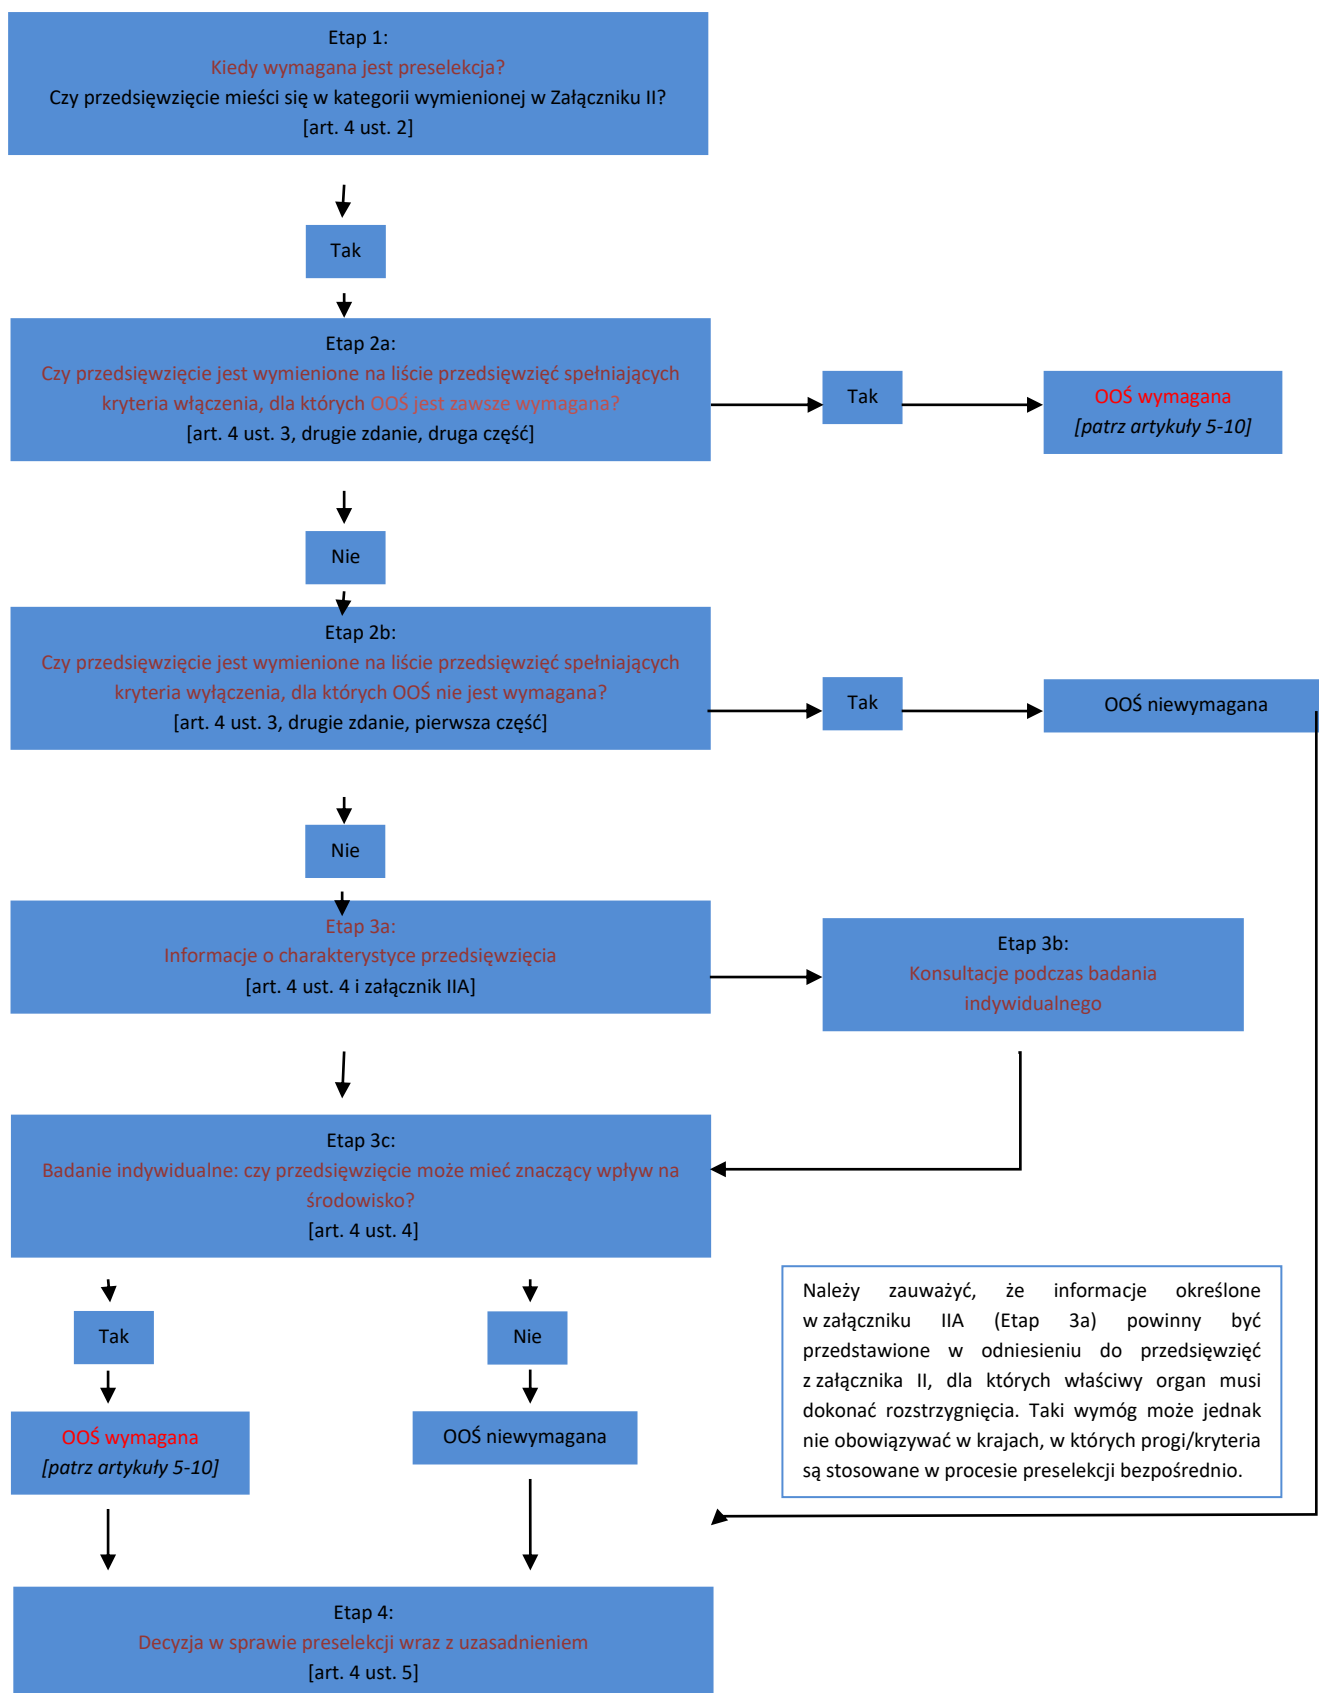 Etap 1:
Kiedy wymagana jest preselekcja?
Czy przedsięwzięcie mieści się w kategorii wymienionej w Załączniku II?
[art. 4 ust. 2]
Tak
Etap 2a:
Czy przedsięwzięcie jest wymienione na liście przedsięwzięć spełniających
kryteria włączenia, dla których OOŚ jest zawsze wymagana?
[art. 4 ust. 3, drugie zdanie, druga część]
Tak
OOŚ wymagana
[patrz artykuły 5-10]
Nie
Etap 2b:
Czy przedsięwzięcie jest wymienione na liście przedsięwzięć spełniających
kryteria wyłączenia, dla których OOŚ nie jest wymagana?
[art. 4 ust. 3, drugie zdanie, pierwsza część]
Tak
OOŚ niewymagana
Nie
Etap 3a:
Informacje o charakterystyce przedsięwzięcia
[art. 4 ust. 4 i załącznik IIA]
Etap 3b:
Konsultacje podczas badania
indywidualnego
Etap 3c:
Badanie indywidualne: czy przedsięwzięcie może mieć znaczący wpływ na
środowisko?
[art. 4 ust. 4]
Tak
Nie
OOŚ wymagana
[patrz artykuły 5-10]
OOŚ niewymagana
Należy zauważyć, że informacje określone
w załączniku IIA (Etap 3a) powinny być
przedstawione w odniesieniu do przedsięwzięć
z załącznika II, dla których właściwy organ musi
dokonać rozstrzygnięcia. Taki wymóg może jednak
nie obowiązywać w krajach, w których progi/kryteria
są stosowane w procesie preselekcji bezpośrednio.
Etap 4:
Decyzja w sprawie preselekcji wraz z uzasadnieniem
[art. 4 ust. 5]